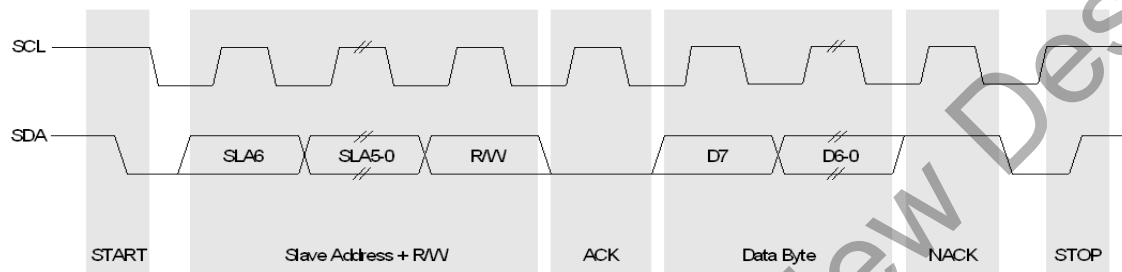 SCL
SDA
SLA6
SLA5-0
R/W
D7
D6-0
START
Slave Address + R/W
ACK
Data Byte
NACK
STOP